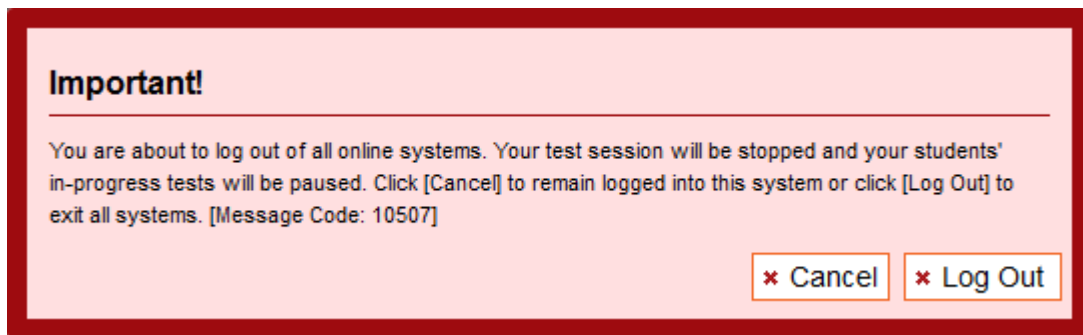 Important!
You are about to log out of all online systems. Your test session will be stopped and your students'
in-progress tests will be paused. Click [Cancel] to remain logged into this system or click [Log Out] to
exit all systems. [Message Code: 10507]
Cancel Log Out